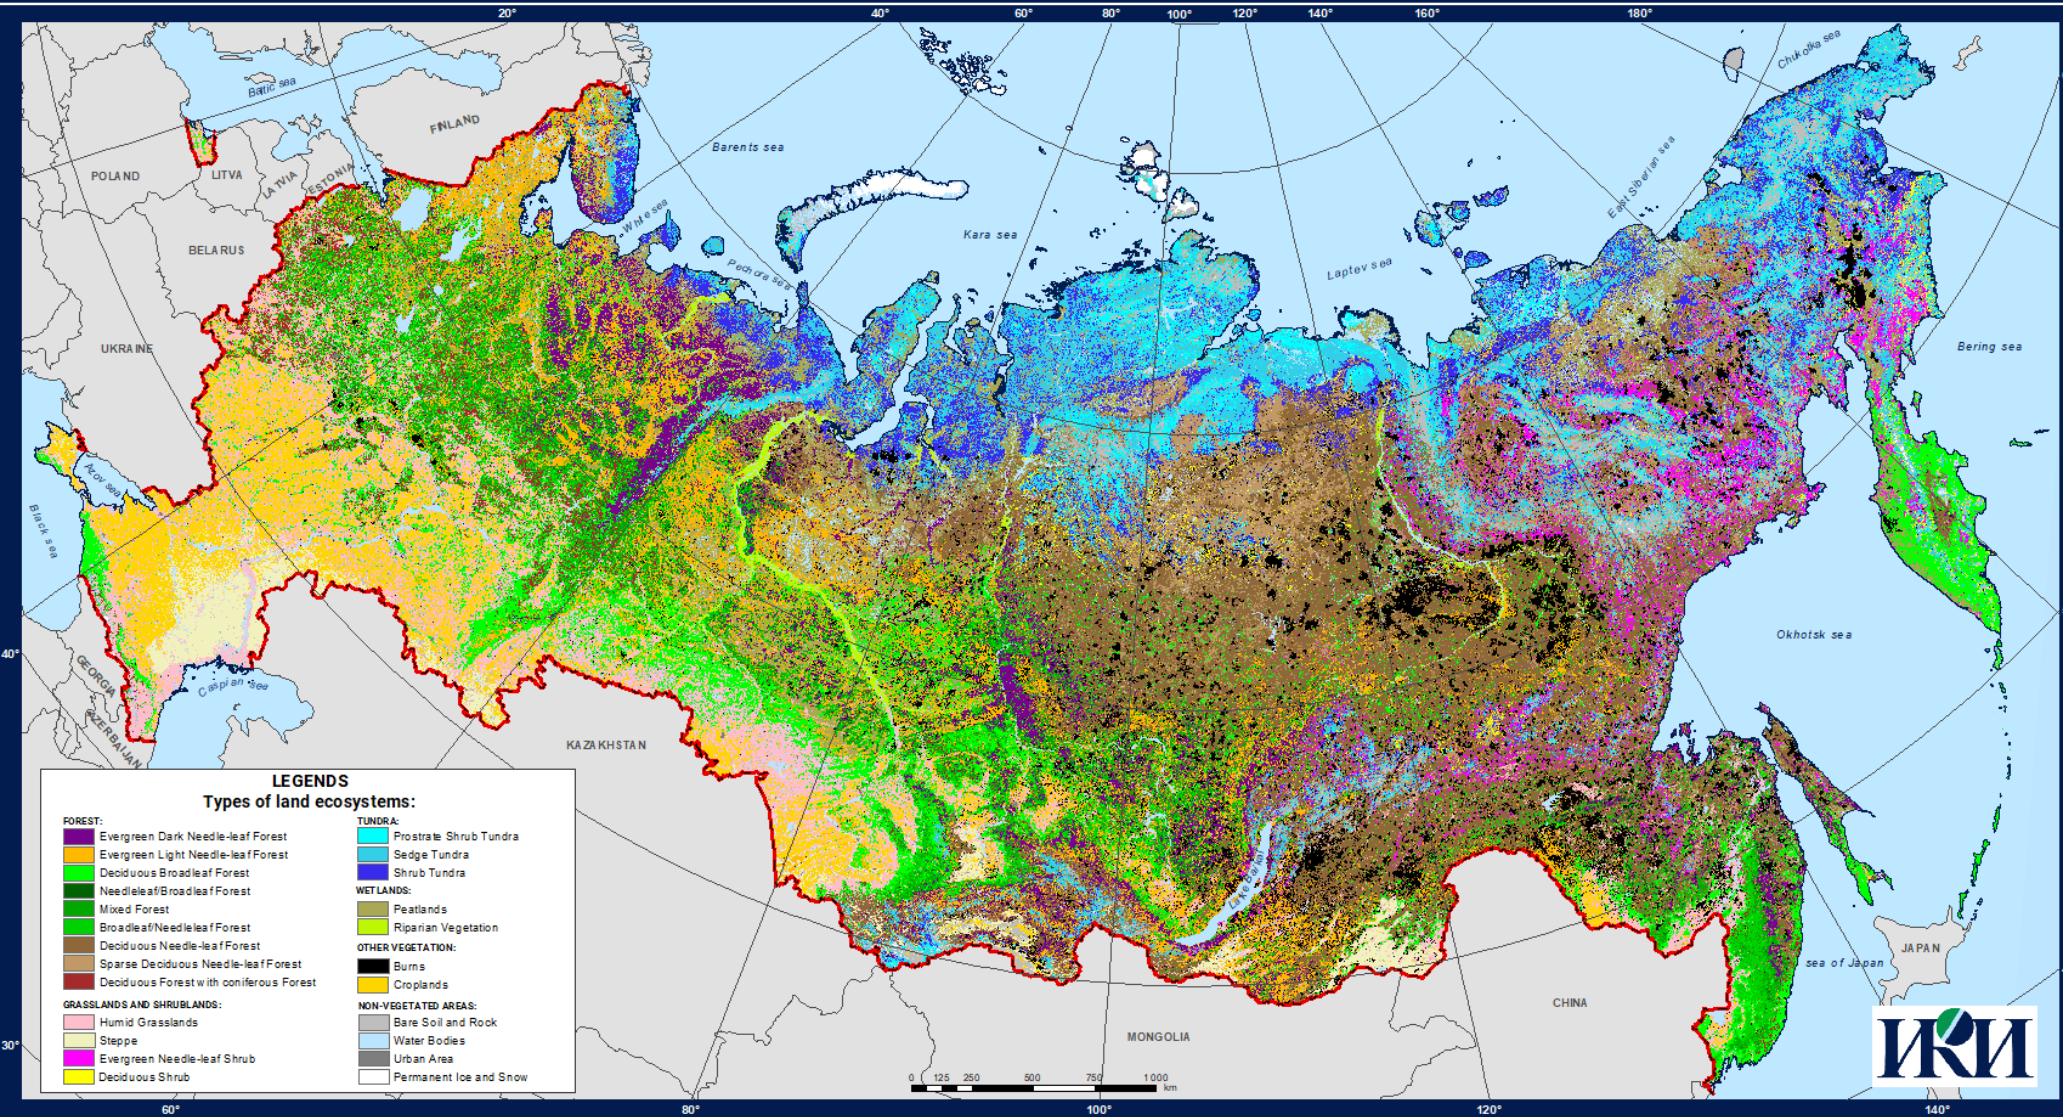 20° 40° 60° 80° 100° 120° 140° 160° 180°
Chukotka sea
Baltic sea
FINLAND
Barents sea
POLAND
LITVA
LATVIA
ESTONIA
White sea
East Siberian sea
BELARUS
Kara sea
Pechora sea
Laptev sea
UKRAINE
Bering sea
Azov sea
Black sea
Okhotsk sea
40°
GEORGIA
Caspian sea
AZERBAIJAN
KAZAKHSTAN
LEGENDS
Types of land ecosystems:
FOREST:
Evergreen Dark Needle-leaf Forest
Evergreen Light Needle-leaf Forest
Deciduous Broadleaf Forest
Needleleaf/Broadleaf Forest
Mixed Forest
Broadleaf/Needleleaf Forest
Deciduous Needle-leaf Forest
Sparse Deciduous Needle-leaf Forest
Deciduous Forest with coniferous Forest
GRASSLANDS AND SHRUBLANDS:
Humid Grasslands
Steppe
Evergreen Needle-leaf Shrub
Deciduous Shrub
TUNDRA:
Prostrate Shrub Tundra
Sedge Tundra
Shrub Tundra
WETLANDS:
Peatlands
Riparian Vegetation
OTHER VEGETATION:
Burns
Croplands
NON-VEGETATED AREAS:
Bare Soil and Rock
Water Bodies
Urban Area
Permanent Ice and Snow
Lake Baikal
JAPAN
sea of Japan
CHINA
MONGOLIA
30°
ИКИ
0 125 250 500 750 1 000
km
60° 80° 100° 120° 140°